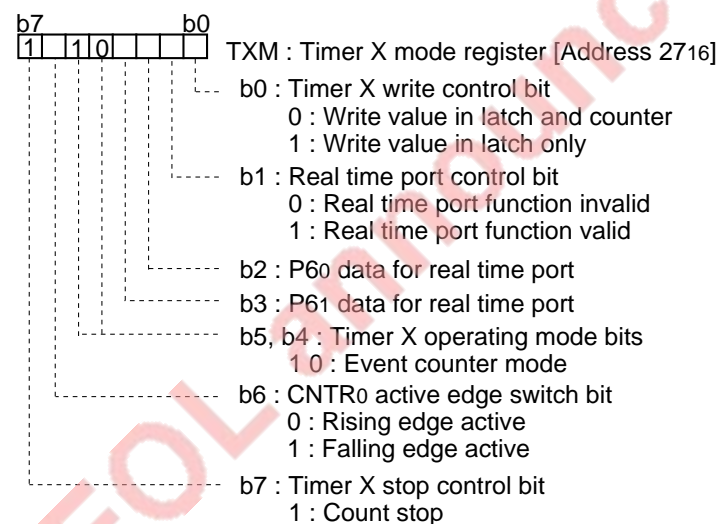 b7 b0
1 1 0 TXM : Timer X mode register [Address 2716]
b0 : Timer X write control bit
0 : Write value in latch and counter
1 : Write value in latch only
b1 : Real time port control bit
0 : Real time port function invalid
1 : Real time port function valid
b2 : P60 data for real time port
b3 : P61 data for real time port
b5, b4 : Timer X operating mode bits
1 0 : Event counter mode
b6 : CNTR0 active edge switch bit
0 : Rising edge active
1 : Falling edge active
b7 : Timer X stop control bit
1 : Count stop
EOL announc